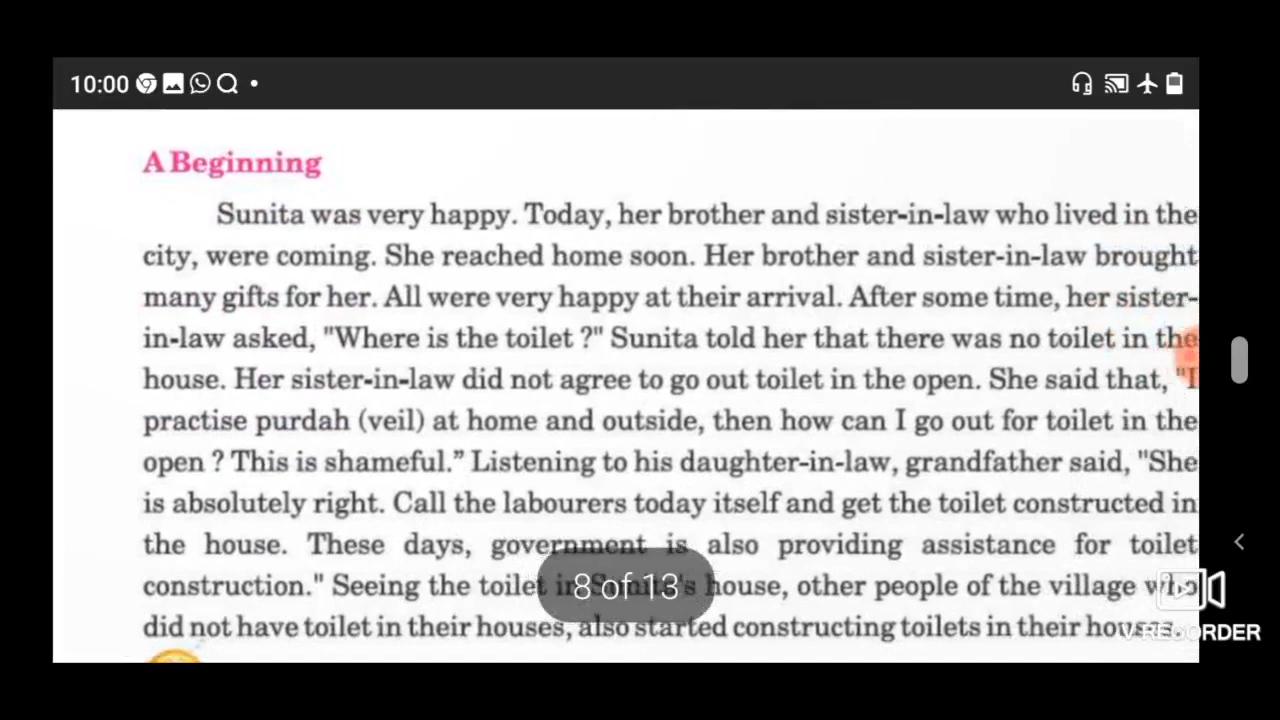 10:00
A Beginning
Sunita was very happy. Today, her brother and sister-in-law who lived in the
city, were coming. She reached home soon. Her brother and sister-in-law brought
many gifts for her. All were very happy at their arrival. After some time, her sister-
in-law asked, "Where is the toilet ?" Sunita told her that there was no toilet in the
house. Her sister-in-law did not agree to go out toilet in the open. She said that, "I
practise purdah (veil) at home and outside, then how can I go out for toilet in the
open ? This is shameful.” Listening to his daughter-in-law, grandfather said, "She
is absolutely right. Call the labourers today itself and get the toilet constructed in
the house. These days, government is also providing assistance for toilet
construction." Seeing the toilet in Sunita's house, other people of the village who
8 of 13
did not have toilet in their houses, also started constructing toilets in their houses.
V RECORDER